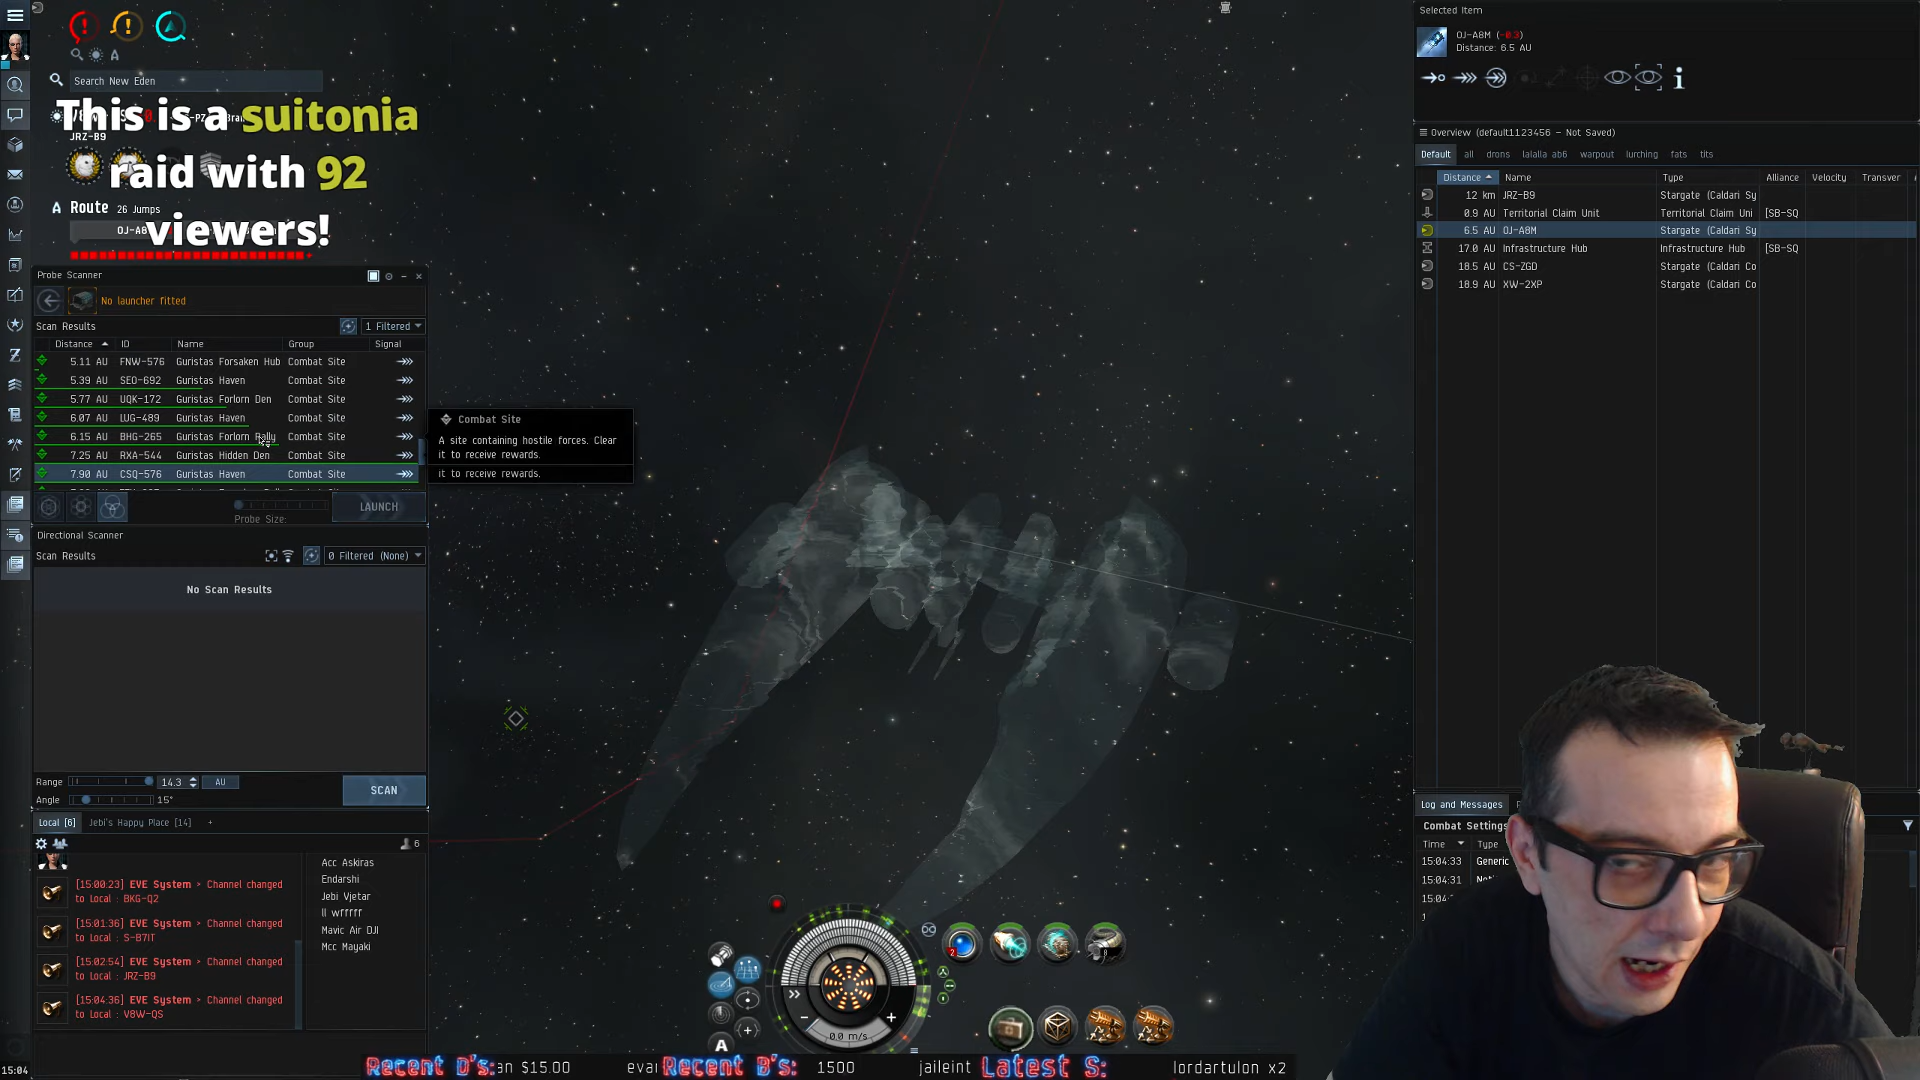 Search New Eden
This is a suitonia
raid with 92
viewers!
JRZ-B9
Route 26 Jumps
OJ-A8
Probe Scanner
No launcher fitted
Scan Results
1 Filtered
Distance ID Name Group Signal
5.11 AU FNW-576 Guristas Forsaken Hub Combat Site
5.39 AU SEO-692 Guristas Haven Combat Site
5.77 AU UQK-172 Guristas Forlorn Den Combat Site
6.07 AU LUG-489 Guristas Haven Combat Site
6.15 AU BHG-265 Guristas Forlorn Rally Combat Site
7.25 AU RXA-544 Guristas Hidden Den Combat Site
7.90 AU CSQ-576 Guristas Haven Combat Site
Probe Size:
LAUNCH
Combat Site
A site containing hostile forces. Clear
it to receive rewards.
it to receive rewards.
Directional Scanner
Scan Results
0 Filtered (None)
No Scan Results
Range 14.3 AU
Angle 15°
SCAN
Local [6] Jebi's Happy Place [14] +
6
[15:00:23] EVE System > Channel changed
to Local : BKG-Q2
[15:01:36] EVE System > Channel changed
to Local : S-B7IT
[15:02:54] EVE System > Channel changed
to Local : JRZ-B9
[15:04:36] EVE System > Channel changed
to Local : V8W-QS
Acc Askiras
Endarshi
Jebi Vjetar
ll wrrrrr
Mavic Air DJI
Mcc Mayaki
15:04
0.0 m/s
Recent D's: an $15.00 evar Recent B's: 1500 jaileint Latest S: lordartulon x2
Selected Item
OJ-A8M (-0.3)
Distance: 6.5 AU
Overview (default1123456 – Not Saved)
Default all drons lalalla ab6 warpout lurching fats tits
Distance Name Type Alliance Velocity Transver
12 km JRZ-B9 Stargate (Caldari Sy
0.9 AU Territorial Claim Unit Territorial Claim Uni [SB-SQ
6.5 AU OJ-A8M Stargate (Caldari Sy
17.0 AU Infrastructure Hub Infrastructure Hub [SB-SQ
18.5 AU CS-ZGD Stargate (Caldari Co
18.9 AU XW-2XP Stargate (Caldari Co
Log and Messages
Combat Settings
Time Type
15:04:33 Generic
15:04:31